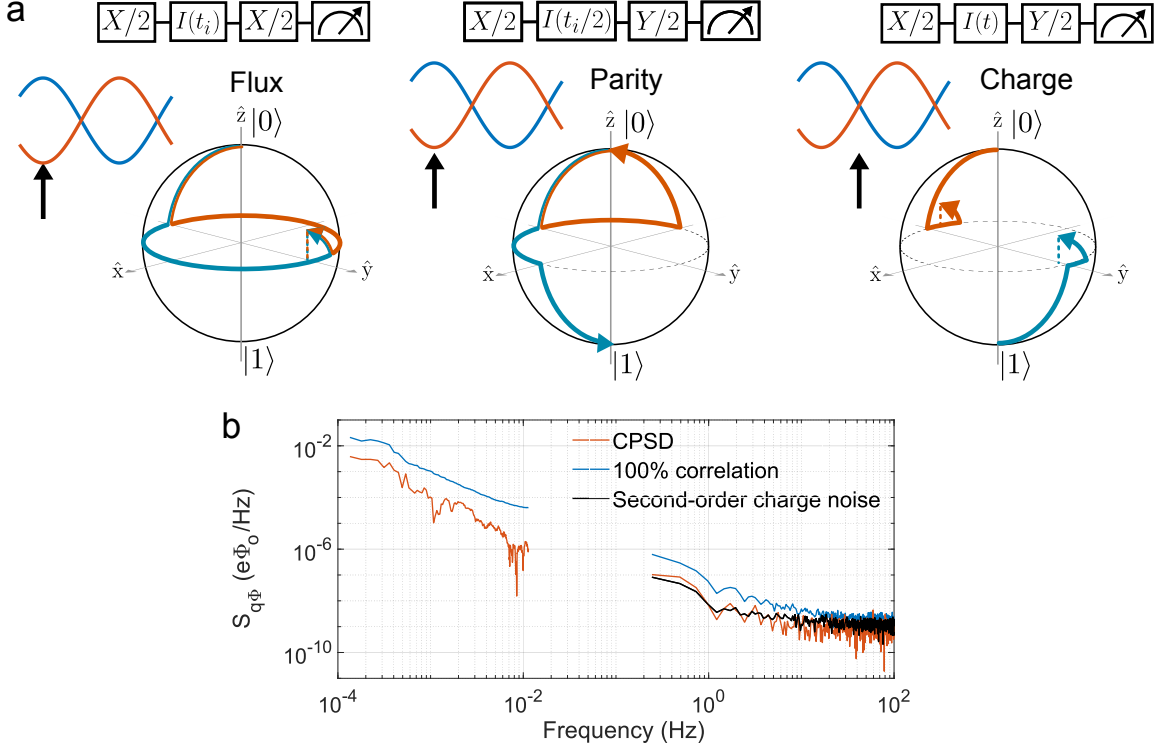 a
X/2 I(t_i) X/2
X/2 I(t_i/2) Y/2
X/2 I(t) Y/2
Flux
Parity
Charge
ẑ |0⟩
ẑ |0⟩
ẑ |0⟩
x̂ ŷ
x̂ ŷ
x̂ ŷ
|1⟩
|1⟩
|1⟩
b
CPSD
100% correlation
Second-order charge noise
S_qΦ (eΦ_o/Hz)
10^-2
10^-6
10^-10
10^-4 10^-2 10^0 10^2
Frequency (Hz)